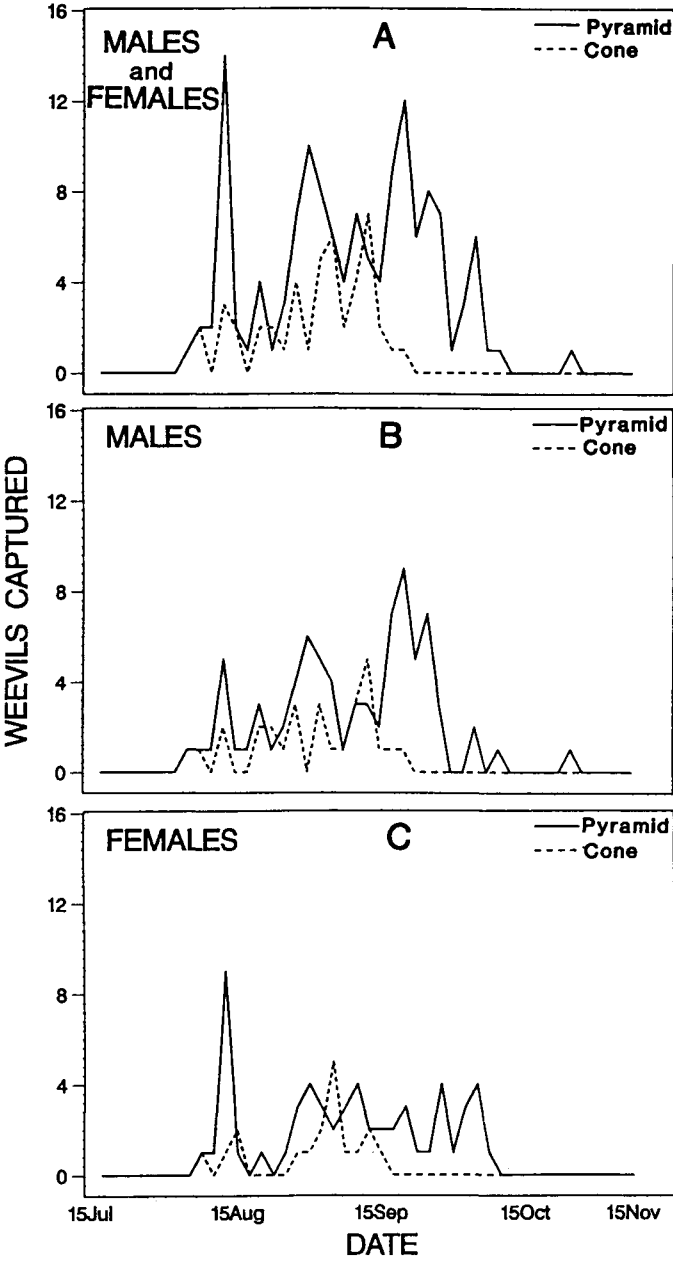 16
12
8
4
0
MALES
and
FEMALES
A
Pyramid
Cone
16
12
8
4
0
MALES
B
Pyramid
Cone
WEEVILS CAPTURED
16
12
8
4
0
FEMALES
C
Pyramid
Cone
15Jul 15Aug 15Sep 15Oct 15Nov
DATE